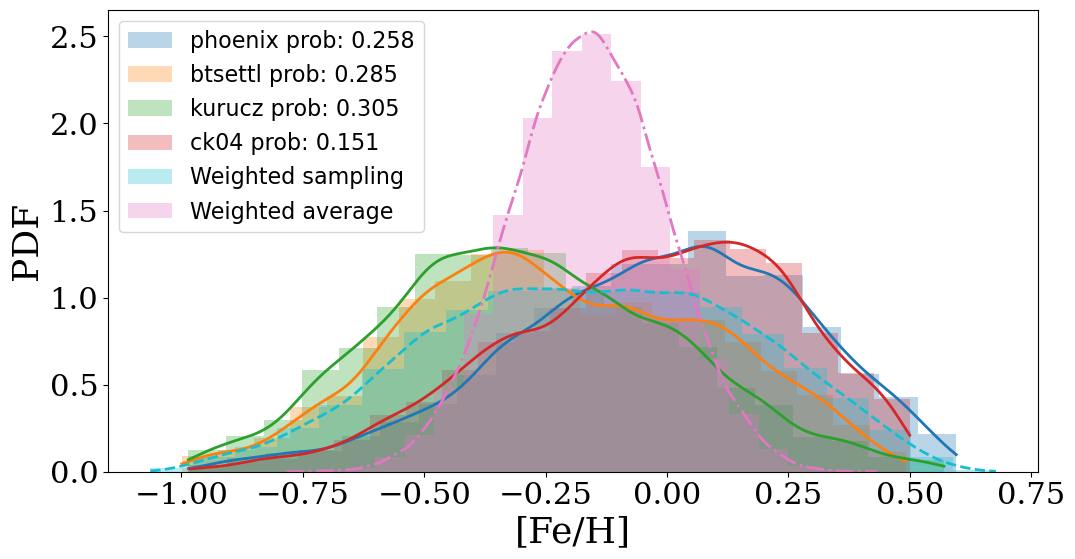 2.5
2.0
1.5
1.0
0.5
0.0
PDF
phoenix prob: 0.258
btsettl prob: 0.285
kurucz prob: 0.305
ck04 prob: 0.151
Weighted sampling
Weighted average
−1.00 −0.75 −0.50 −0.25 0.00 0.25 0.50 0.75
[Fe/H]